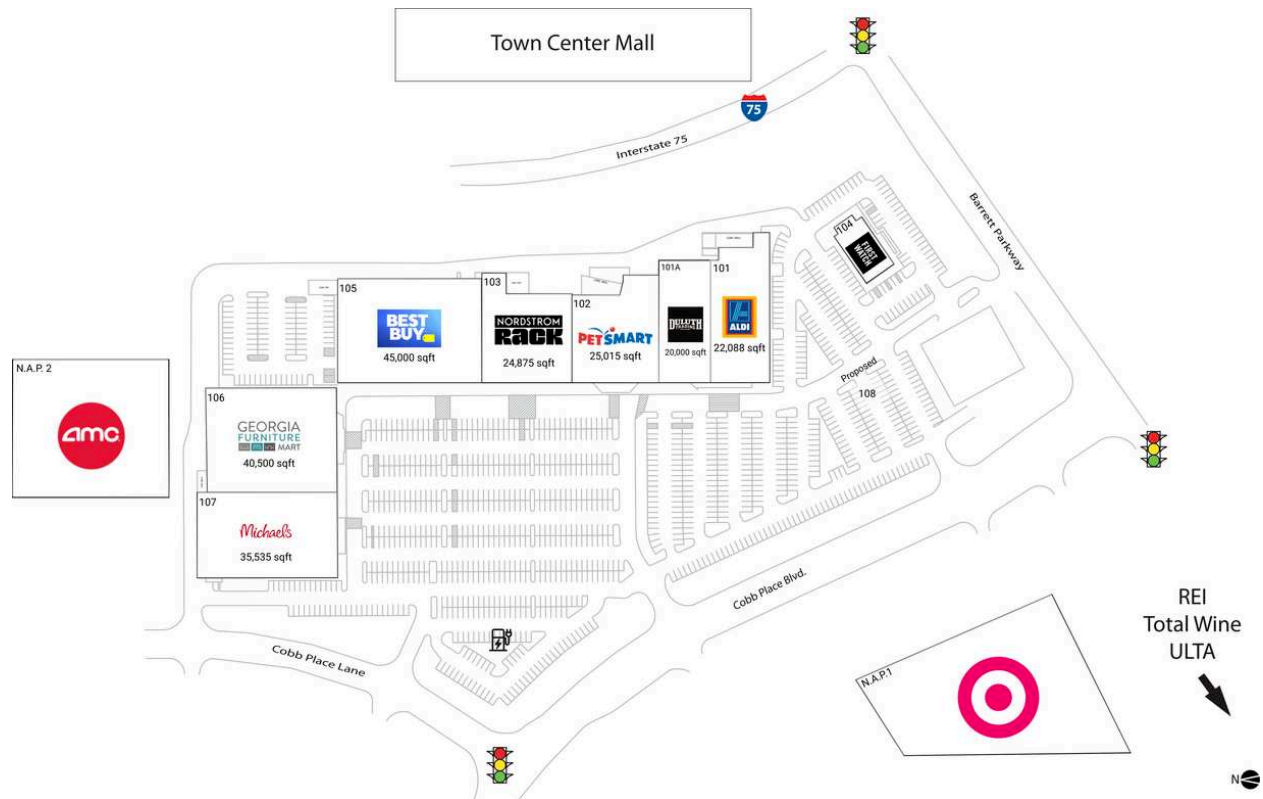 Town Center Mall
75
Interstate 75
Barrett Parkway
104
FIRST
WATCH
101A
101
DULUTH
TRADING
20,000 sqft
ALDI
22,088 sqft
105
BEST
BUY
45,000 sqft
103
NORDSTROM
RACK
24,875 sqft
102
PETSMART
25,015 sqft
Proposed
108
N.A.P. 2
amc
106
GEORGIA
FURNITURE
MART
40,500 sqft
107
Michaels
35,535 sqft
Cobb Place Blvd.
Cobb Place Lane
N.A.P.1
REI
Total Wine
ULTA
N